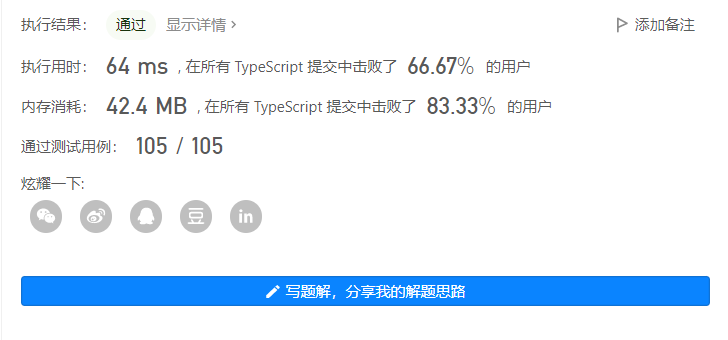 执行结果： 通过 显示详情 › 添加备注
执行用时： 64 ms , 在所有 TypeScript 提交中击败了 66.67% 的用户
内存消耗： 42.4 MB , 在所有 TypeScript 提交中击败了 83.33% 的用户
通过测试用例： 105 / 105
炫耀一下:
豆 in
写题解，分享我的解题思路